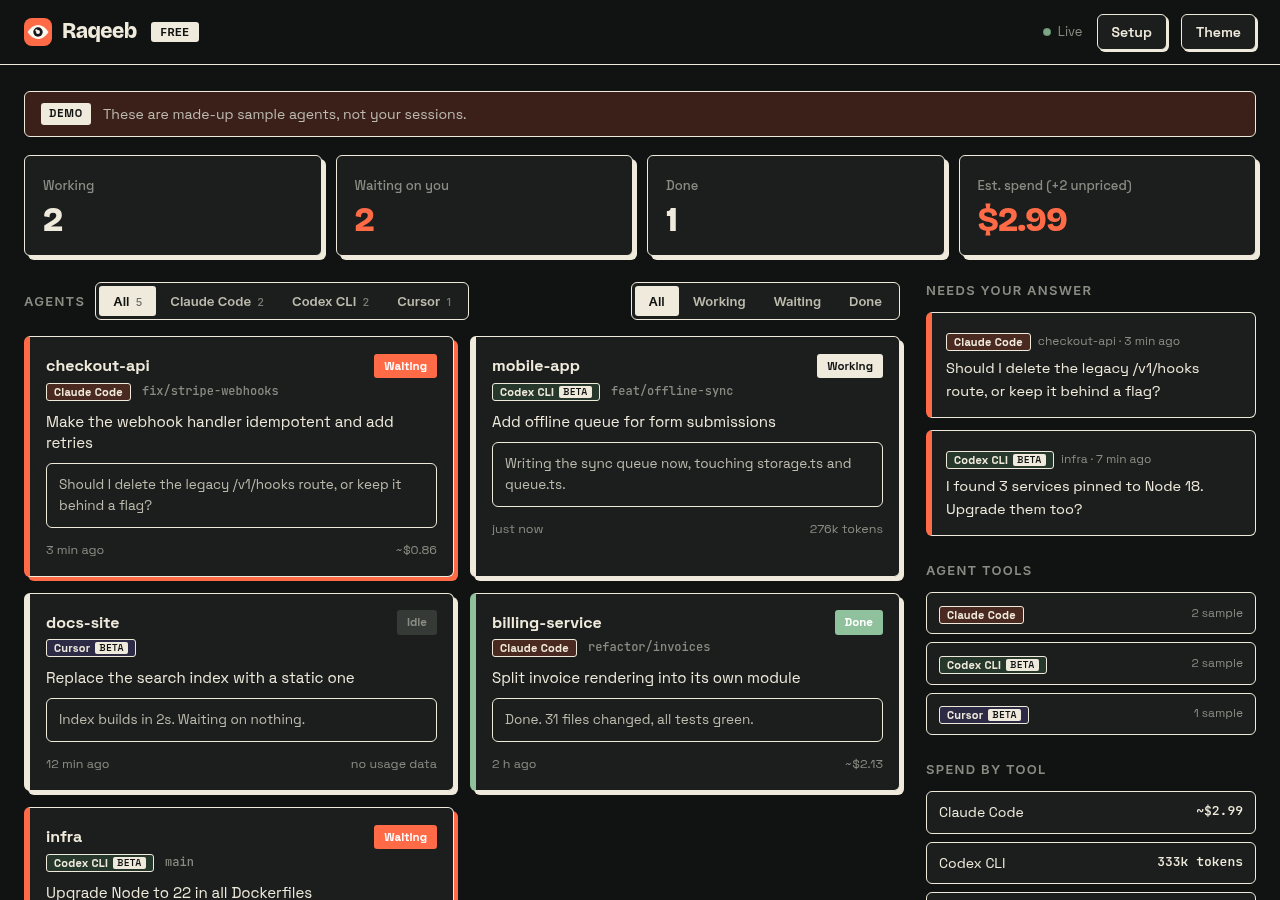 Raqeeb FREE
Live Setup Theme
DEMO These are made-up sample agents, not your sessions.
Working
2
Waiting on you
2
Done
1
Est. spend (+2 unpriced)
$2.99
AGENTS All 5 Claude Code 2 Codex CLI 2 Cursor 1
All Working Waiting Done
checkout-api Waiting
Claude Code fix/stripe-webhooks
Make the webhook handler idempotent and add
retries
Should I delete the legacy /v1/hooks route, or keep it
behind a flag?
3 min ago ~$0.86
mobile-app Working
Codex CLI BETA feat/offline-sync
Add offline queue for form submissions
Writing the sync queue now, touching storage.ts and
queue.ts.
just now 276k tokens
docs-site Idle
Cursor BETA
Replace the search index with a static one
Index builds in 2s. Waiting on nothing.
12 min ago no usage data
billing-service Done
Claude Code refactor/invoices
Split invoice rendering into its own module
Done. 31 files changed, all tests green.
2 h ago ~$2.13
infra Waiting
Codex CLI BETA main
Upgrade Node to 22 in all Dockerfiles
NEEDS YOUR ANSWER
Claude Code checkout-api · 3 min ago
Should I delete the legacy /v1/hooks
route, or keep it behind a flag?
Codex CLI BETA infra · 7 min ago
I found 3 services pinned to Node 18.
Upgrade them too?
AGENT TOOLS
Claude Code 2 sample
Codex CLI BETA 2 sample
Cursor BETA 1 sample
SPEND BY TOOL
Claude Code ~$2.99
Codex CLI 333k tokens